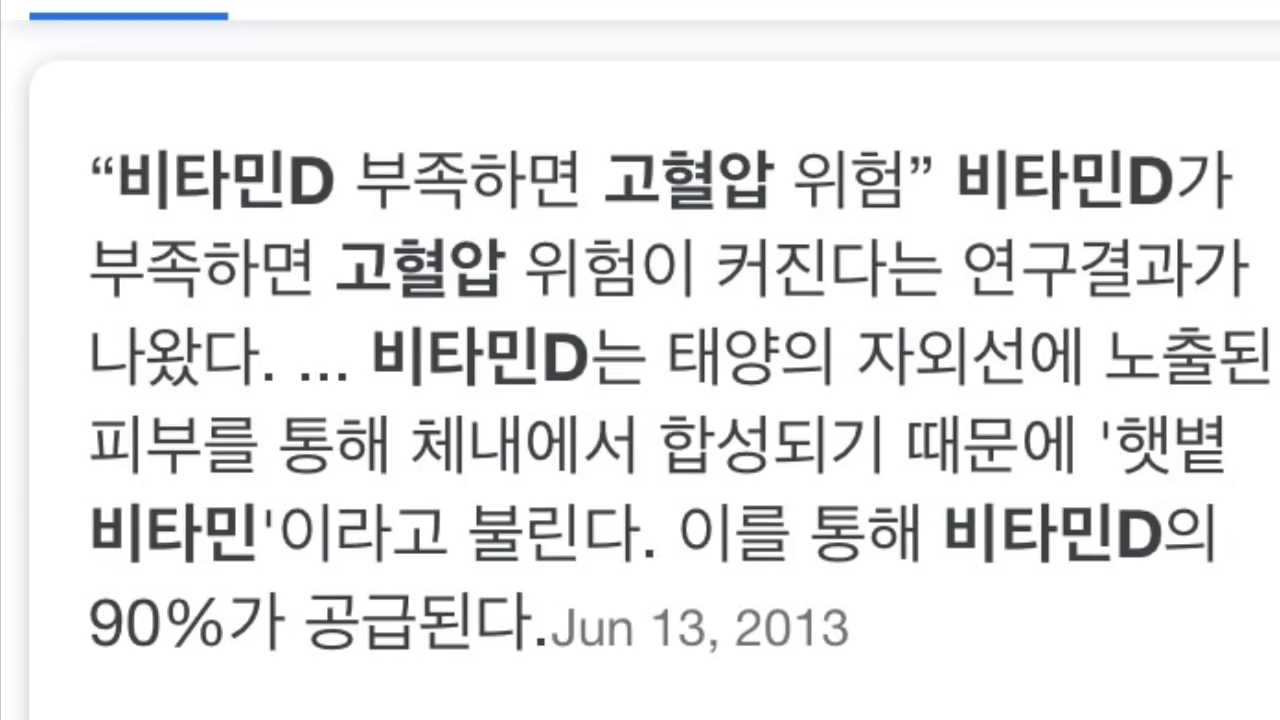 “비타민D 부족하면 고혈압 위험” 비타민D가
부족하면 고혈압 위험이 커진다는 연구결과가
나왔다. ... 비타민D는 태양의 자외선에 노출된
피부를 통해 체내에서 합성되기 때문에 '햇볕
비타민'이라고 불린다. 이를 통해 비타민D의
90%가 공급된다.Jun 13, 2013